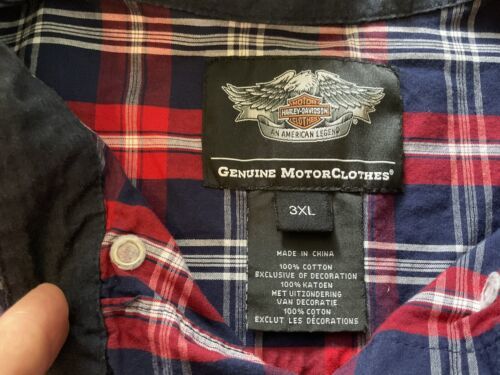 MOTOR
HARLEY-DAVIDSON
CLOTHES
AN AMERICAN LEGEND
GENUINE MOTORCLOTHES®
3XL
MADE IN CHINA
100% COTTON
EXCLUSIVE OF DECORATION
100% KATOEN
MET UITZONDERING
VAN DECORATIE
100% COTON
EXCLUT LES DÉCORATIONS